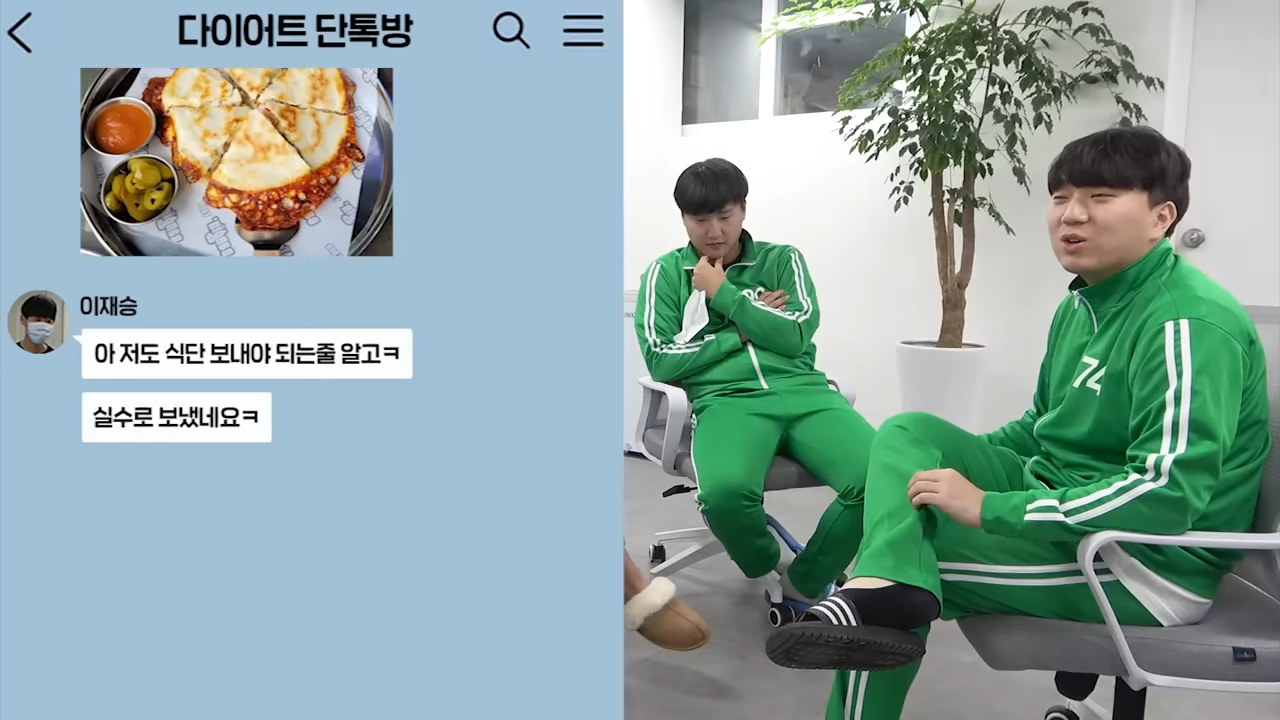 다이어트 단톡방
이재승
아 저도 식단 보내야 되는줄 알고ㅋ
실수로 보냈네요ㅋ
74